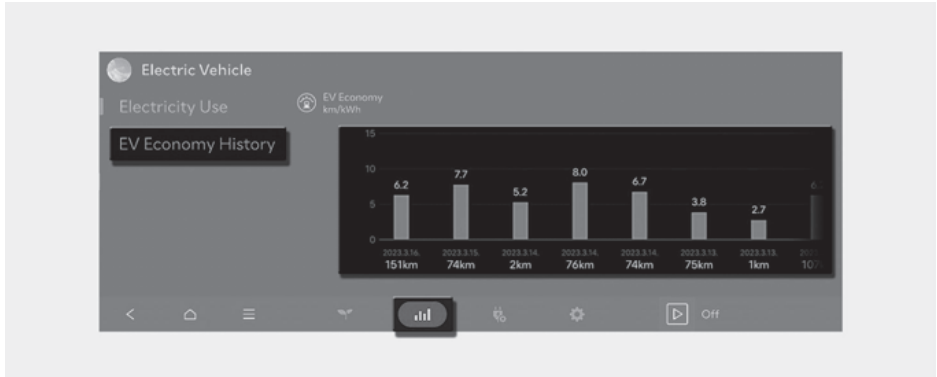 Electric Vehicle
Electricity Use
EV Economy
km/kWh
EV Economy History
15
10
5
0
6.2
7.7
5.2
8.0
6.7
3.8
2.7
2023.3.16. 2023.3.15. 2023.3.14. 2023.3.14. 2023.3.14. 2023.3.13. 2023.3.13.
151km 74km 2km 76km 74km 75km 1km
Off